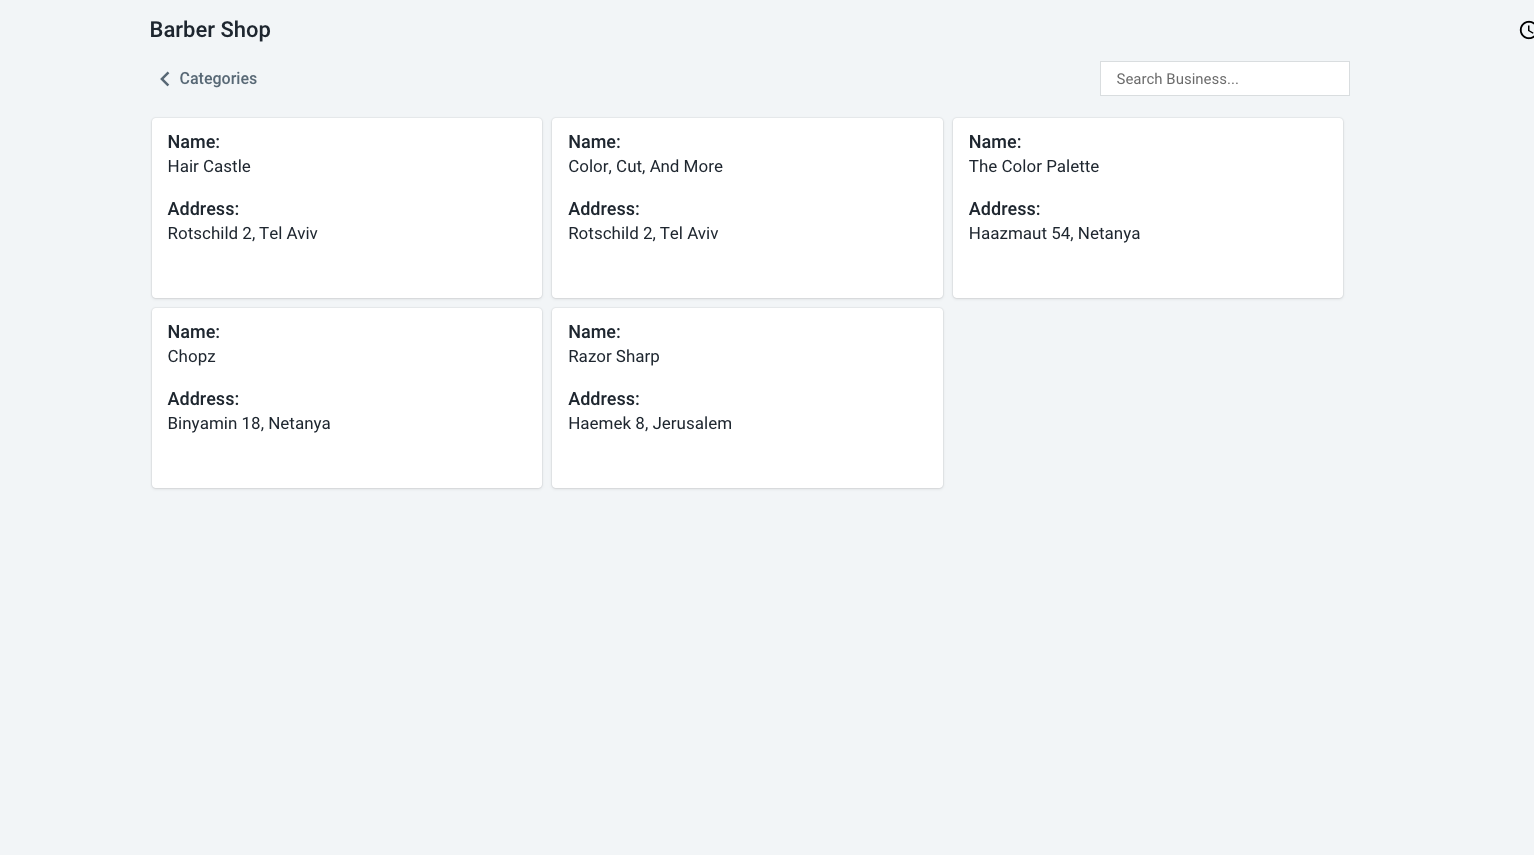 Barber Shop
Categories
Search Business...
Name:
Hair Castle
Address:
Rotschild 2, Tel Aviv
Name:
Color, Cut, And More
Address:
Rotschild 2, Tel Aviv
Name:
The Color Palette
Address:
Haazmaut 54, Netanya
Name:
Chopz
Address:
Binyamin 18, Netanya
Name:
Razor Sharp
Address:
Haemek 8, Jerusalem